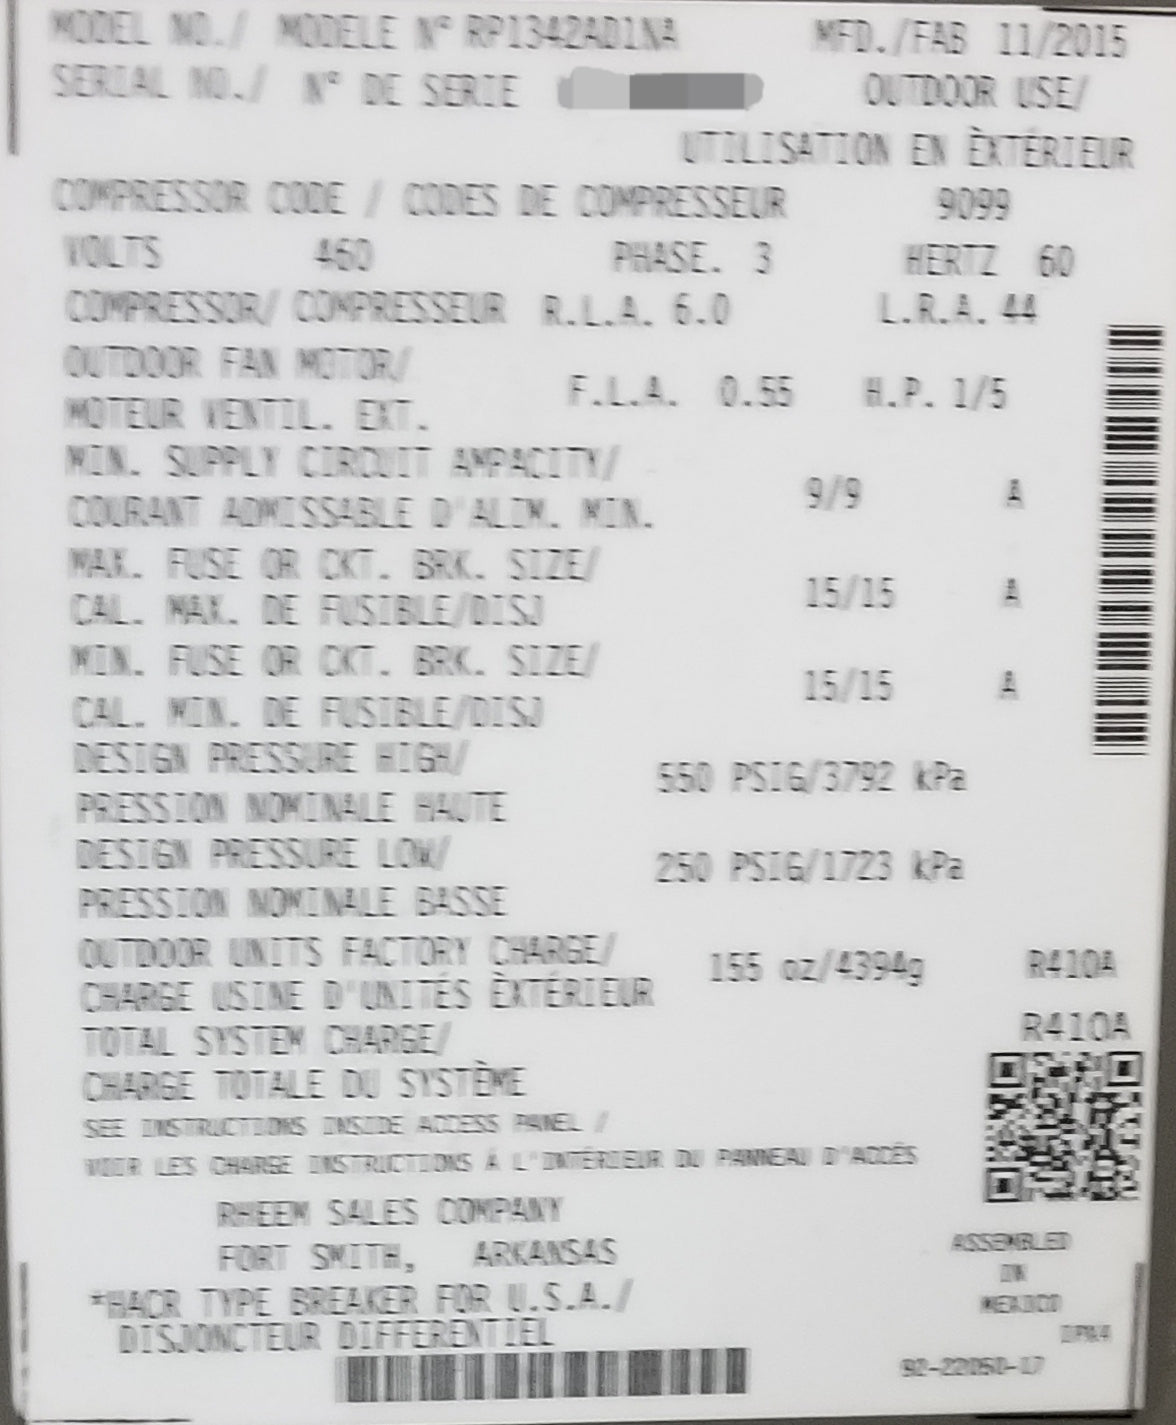 MODEL NO./ MODELE N° RP1342AD1NA MFD./FAB 11/2015
SERIAL NO./ N° DE SERIE OUTDOOR USE/
UTILISATION EN ÈXTÉRIEUR
COMPRESSOR CODE / CODES DE COMPRESSEUR 9099
VOLTS 460 PHASE. 3 HERTZ 60
COMPRESSOR/ COMPRESSEUR R.L.A. 6.0 L.R.A. 44
OUTDOOR FAN MOTOR/
MOTEUR VENTIL. EXT. F.L.A. 0.55 H.P. 1/5
MIN. SUPPLY CIRCUIT AMPACITY/
COURANT ADMISSABLE D'ALIM. MIN. 9/9 A
MAX. FUSE OR CKT. BRK. SIZE/
CAL. MAX. DE FUSIBLE/DISJ 15/15 A
MIN. FUSE OR CKT. BRK. SIZE/
CAL. MIN. DE FUSIBLE/DISJ 15/15 A
DESIGN PRESSURE HIGH/
PRESSION NOMINALE HAUTE 550 PSIG/3792 kPa
DESIGN PRESSURE LOW/
PRESSION NOMINALE BASSE 250 PSIG/1723 kPa
OUTDOOR UNITS FACTORY CHARGE/
CHARGE USINE D'UNITÉS ÈXTÉRIEUR 155 oz/4394g R410A
TOTAL SYSTEM CHARGE/ R410A
CHARGE TOTALE DU SYSTÈME
SEE INSTRUCTIONS INSIDE ACCESS PANEL /
VOIR LES CHARGE INSTRUCTIONS À L'INTÉRIEUR DU PANNEAU D'ACCÈS
RHEEM SALES COMPANY
FORT SMITH, ARKANSAS
ASSEMBLED
IN
MEXICO
*HACR TYPE BREAKER FOR U.S.A./
DISJONCTEUR DIFFERENTIEL
92-22050-17